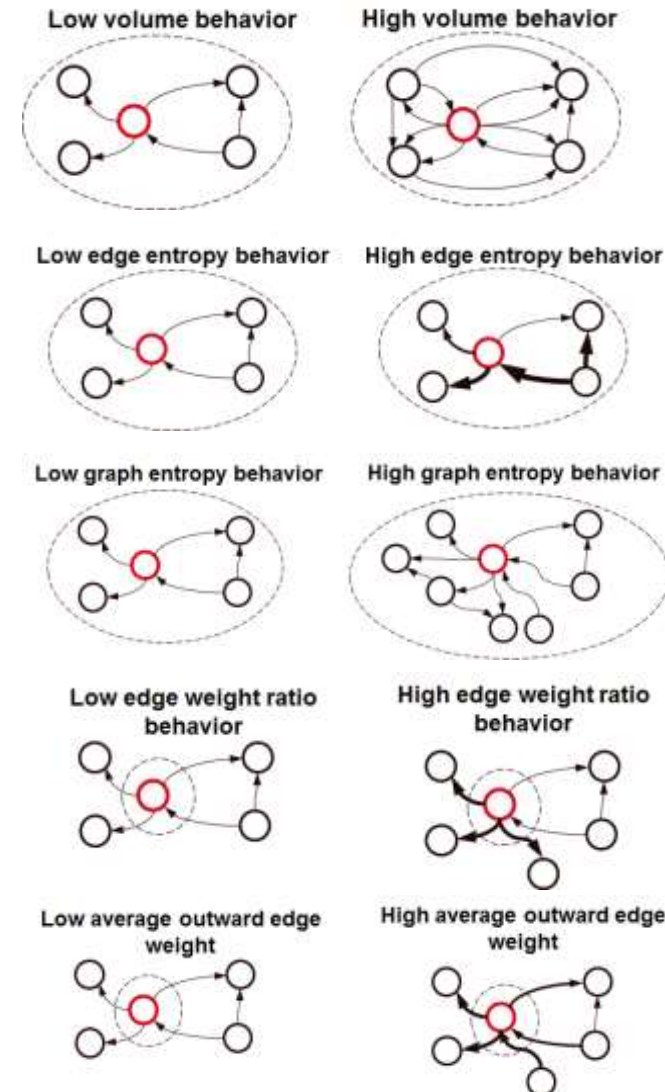 Low volume behavior
High volume behavior
Low edge entropy behavior
High edge entropy behavior
Low graph entropy behavior
High graph entropy behavior
Low edge weight ratio
behavior
High edge weight ratio
behavior
Low average outward edge
weight
High average outward edge
weight